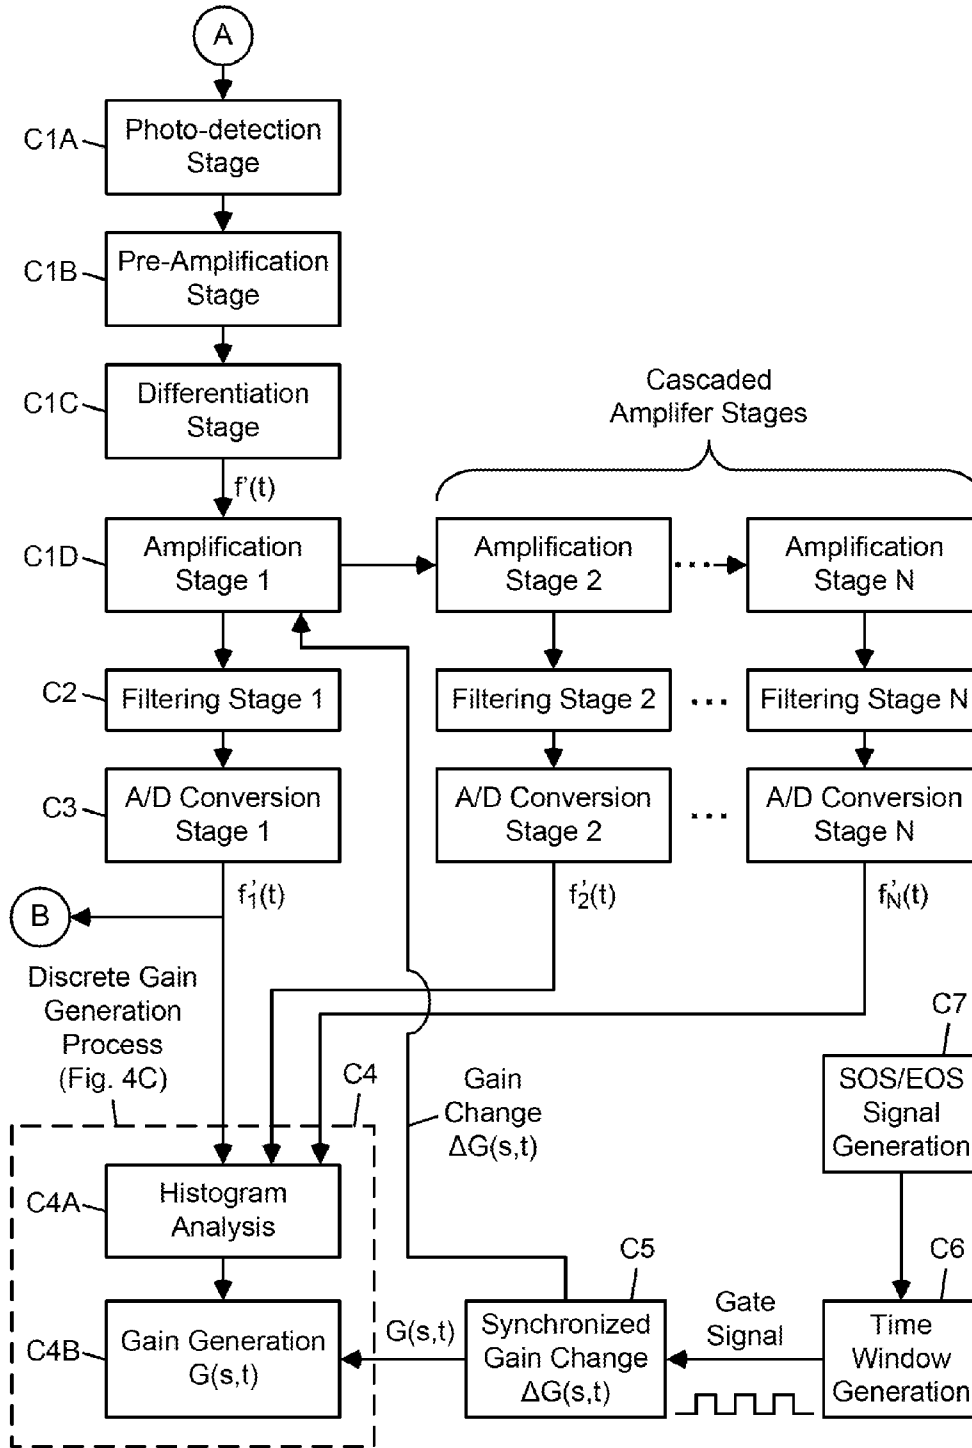 A
C1A
Photo-detection
Stage
C1B
Pre-Amplification
Stage
C1C
Differentiation
Stage
Cascaded
Amplifer Stages
f'(t)
C1D
Amplification
Stage 1
Amplification
Stage 2
...
Amplification
Stage N
C2
Filtering Stage 1
Filtering Stage 2
...
Filtering Stage N
C3
A/D Conversion
Stage 1
A/D Conversion
Stage 2
...
A/D Conversion
Stage N
f'1(t)
f'2(t)
f'N(t)
B
Discrete Gain
Generation
Process
(Fig. 4C)
C4
Gain
Change
ΔG(s,t)
C7
SOS/EOS
Signal
Generation
C4A
Histogram
Analysis
C5
C6
C4B
Gain Generation
G(s,t)
G(s,t)
Synchronized
Gain Change
ΔG(s,t)
Gate
Signal
Time
Window
Generation